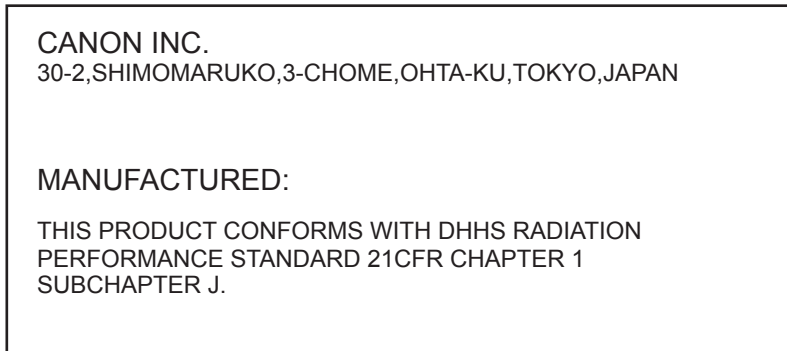 CANON INC.
30-2,SHIMOMARUKO,3-CHOME,OHTA-KU,TOKYO,JAPAN
MANUFACTURED:
THIS PRODUCT CONFORMS WITH DHHS RADIATION
PERFORMANCE STANDARD 21CFR CHAPTER 1
SUBCHAPTER J.